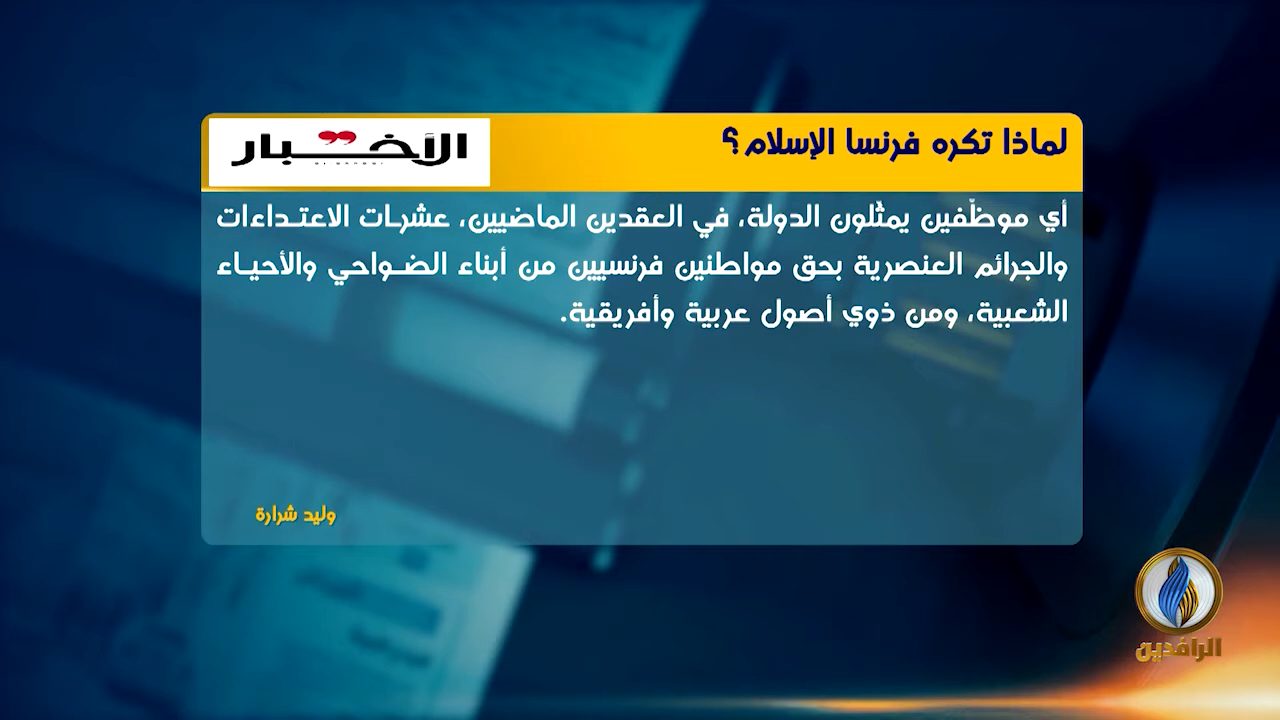 لماذا تكره فرنسا الإسلام؟
الأخبار
أي موظّفين يمثّلون الدولة، في العقدين الماضيين، عشرات الاعتداءات
والجرائم العنصرية بحق مواطنين فرنسيين من أبناء الضواحي والأحياء
الشعبية، ومن ذوي أصول عربية وأفريقية.
وليد شرارة
الرافدين